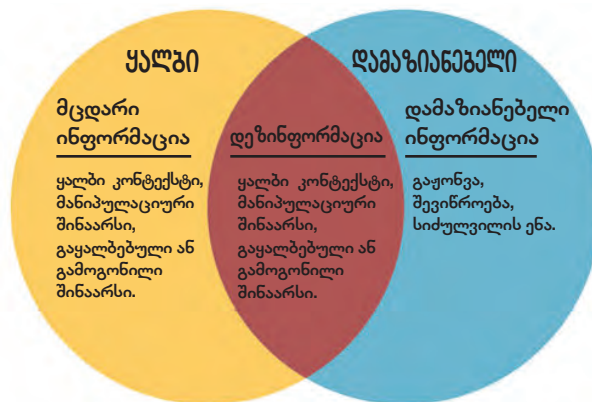 ყალბი
მცდარი
ინფორმაცია
ყალბი კონტექსტი,
მანიპულაციური
შინაარსი,
გაყალბებული ან
გამოგონილი
შინაარსი.
დეზინფორმაცია
ყალბი კონტექსტი,
მანიპულაციური
შინაარსი,
გაყალბებული ან
გამოგონილი
შინაარსი.
დამაზიანებელი
დამაზიანებელი
ინფორმაცია
გაჟონვა,
შევიწროება,
სიძულვილის ენა.